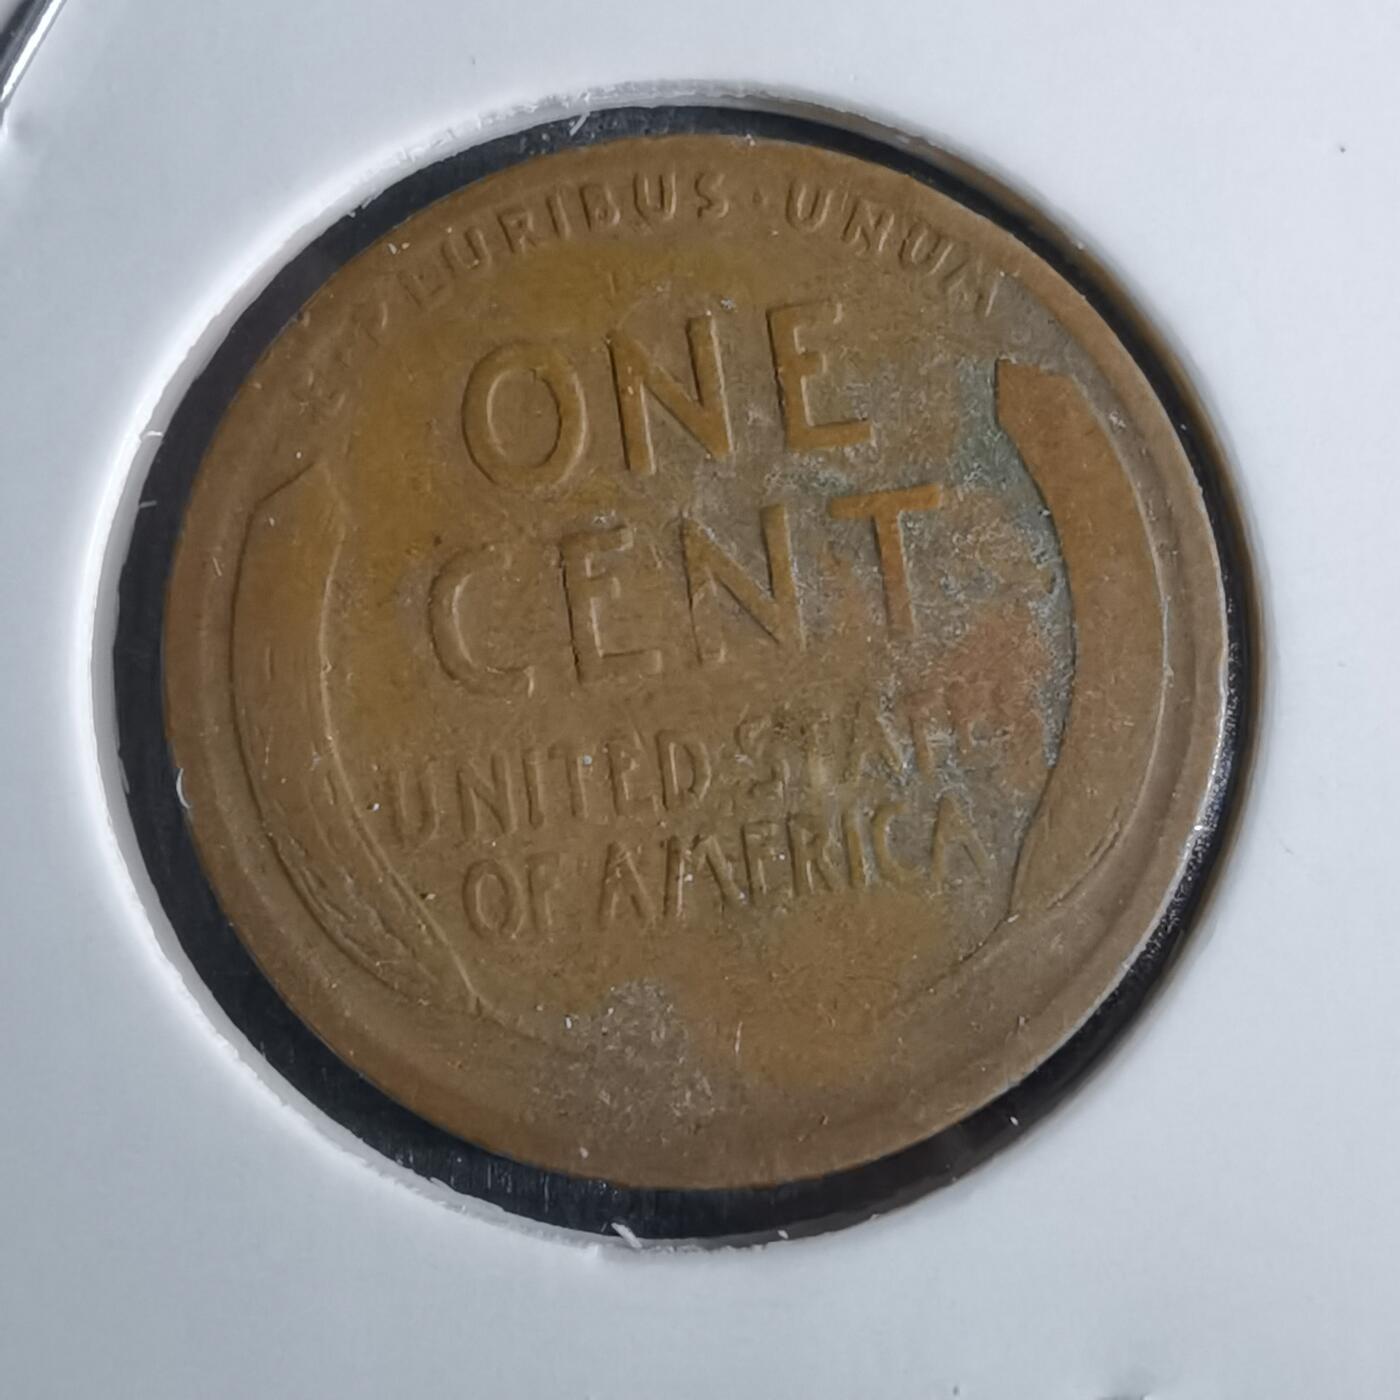 E PLURIBUS·UNUM
ONE
CENT
UNITED STATES
OF AMERICA